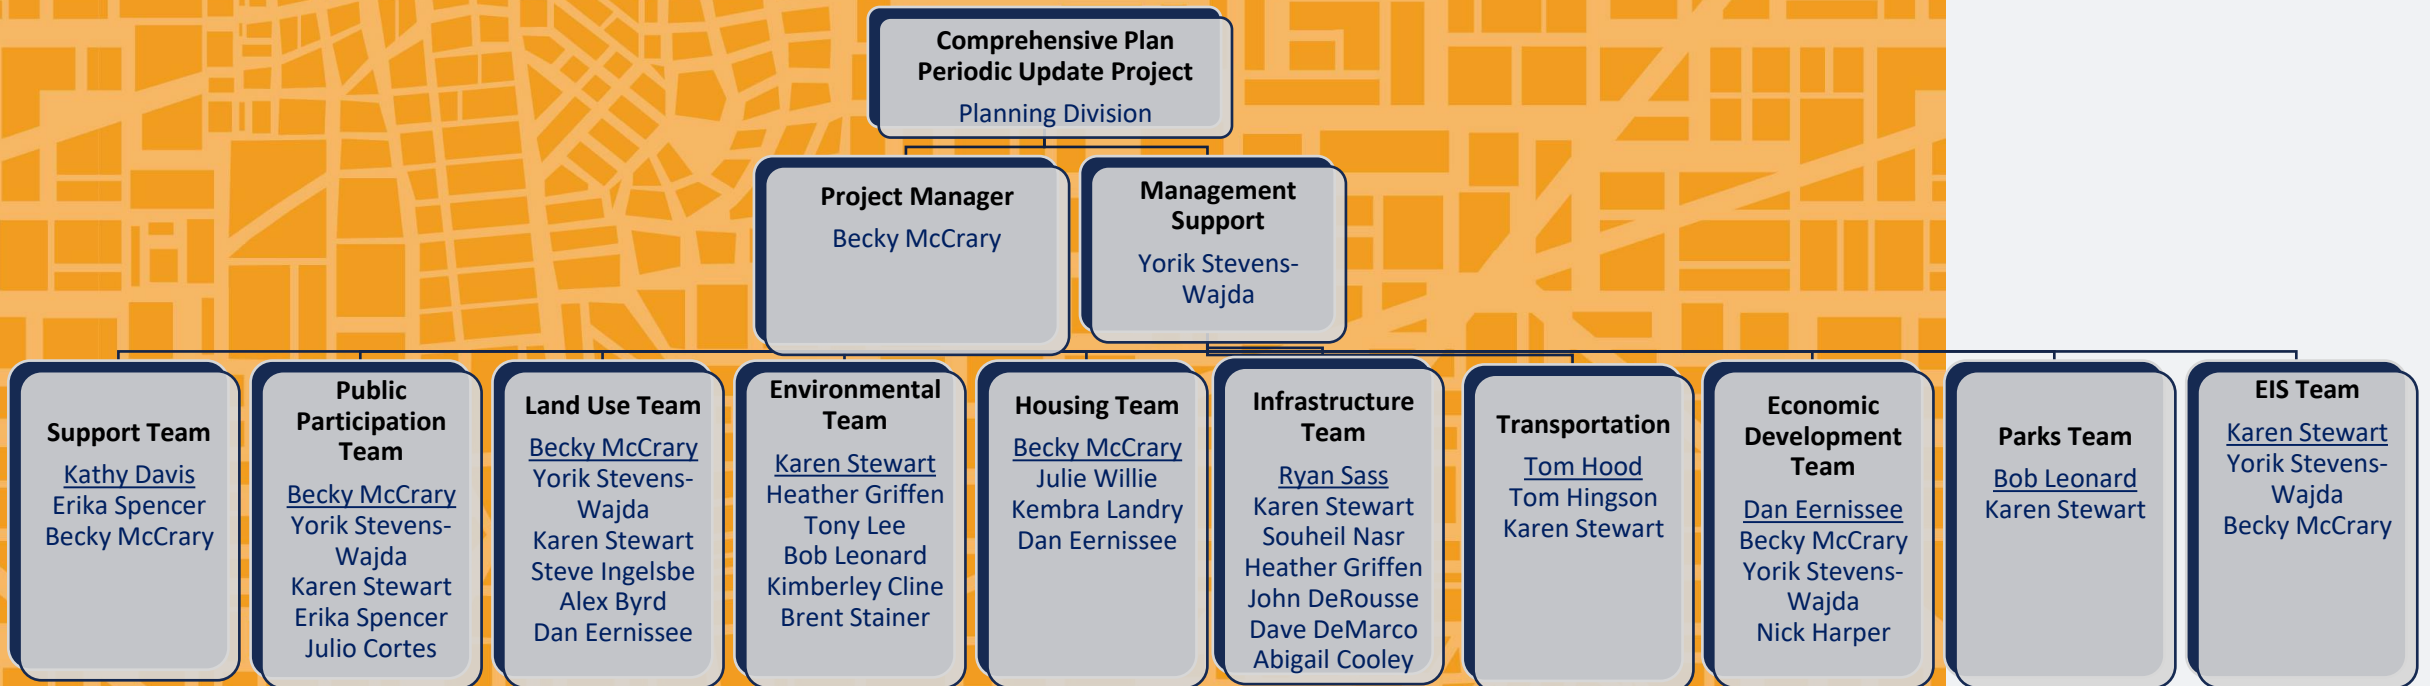 Comprehensive Plan
Periodic Update Project
Planning Division
Project Manager
Becky McCrary
Management
Support
Yorik Stevens-
Wajda
Support Team
Kathy Davis
Erika Spencer
Becky McCrary
Public
Participation
Team
Becky McCrary
Yorik Stevens-
Wajda
Karen Stewart
Erika Spencer
Julio Cortes
Land Use Team
Becky McCrary
Yorik Stevens-
Wajda
Karen Stewart
Steve Ingelsbe
Alex Byrd
Dan Eernissee
Environmental
Team
Karen Stewart
Heather Griffen
Tony Lee
Bob Leonard
Kimberley Cline
Brent Stainer
Housing Team
Becky McCrary
Julie Willie
Kembra Landry
Dan Eernissee
Infrastructure
Team
Ryan Sass
Karen Stewart
Souheil Nasr
Heather Griffen
John DeRousse
Dave DeMarco
Abigail Cooley
Transportation
Tom Hood
Tom Hingson
Karen Stewart
Economic
Development
Team
Dan Eernissee
Becky McCrary
Yorik Stevens-
Wajda
Nick Harper
Parks Team
Bob Leonard
Karen Stewart
EIS Team
Karen Stewart
Yorik Stevens-
Wajda
Becky McCrary